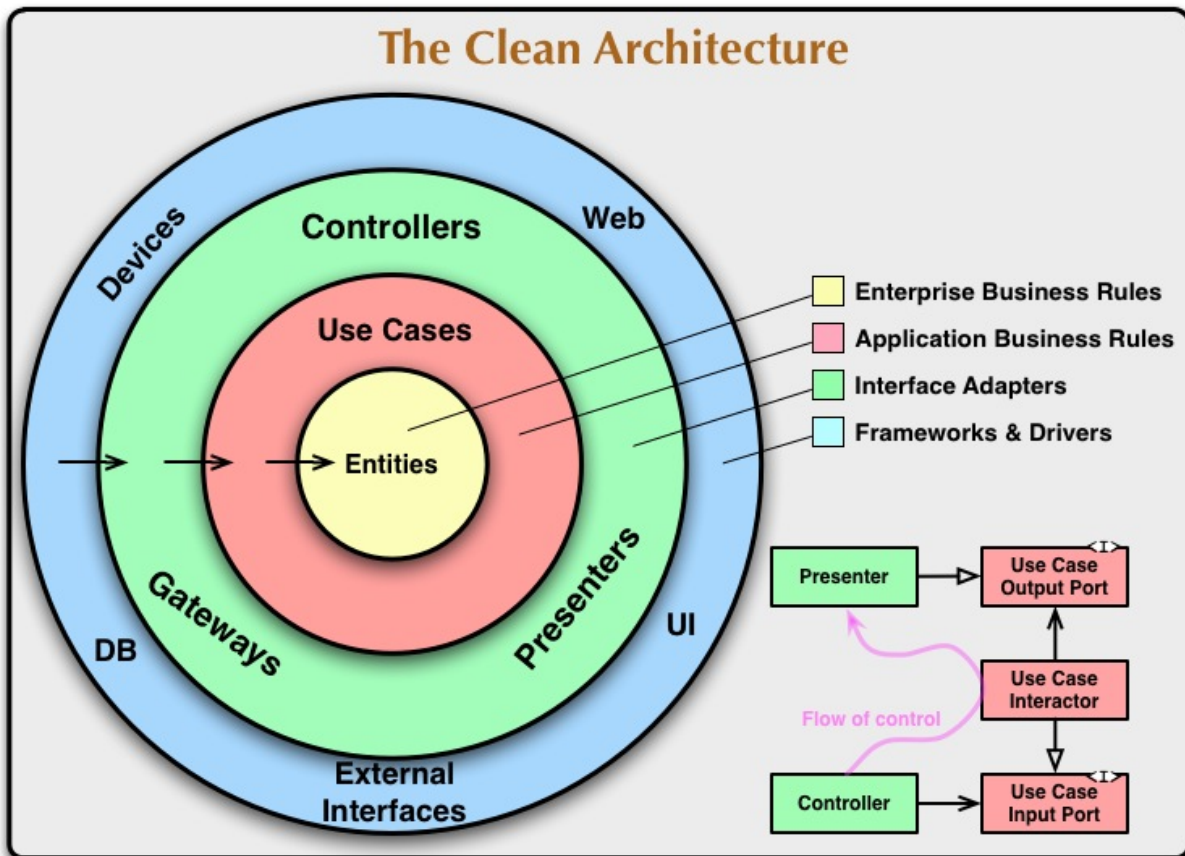 The Clean Architecture
Devices
Web
Controllers
Use Cases
Entities
Gateways
Presenters
DB
UI
External
Interfaces
Enterprise Business Rules
Application Business Rules
Interface Adapters
Frameworks & Drivers
Presenter
<I>
Use Case
Output Port
Use Case
Interactor
Flow of control
Controller
<I>
Use Case
Input Port